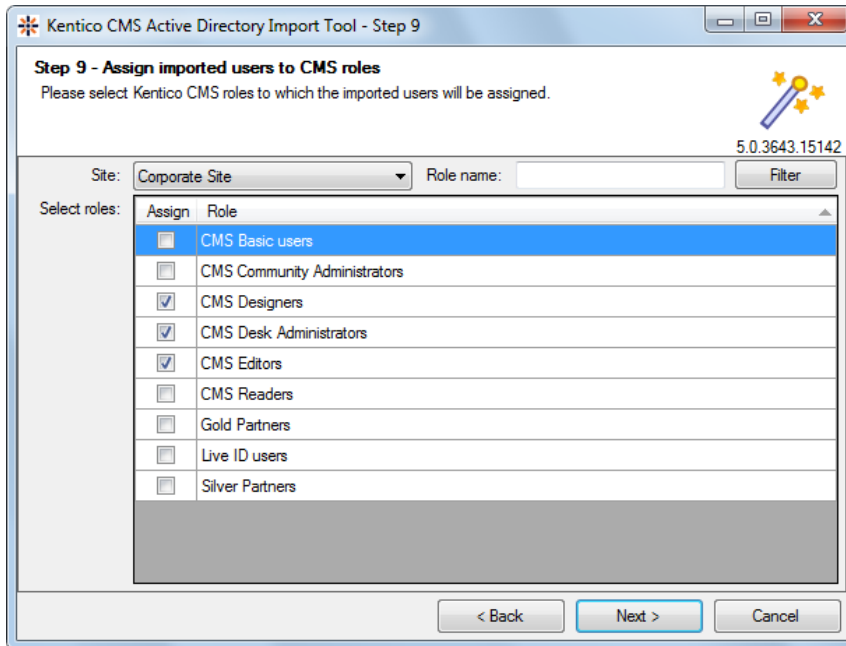 Kentico CMS Active Directory Import Tool - Step 9
Step 9 - Assign imported users to CMS roles
Please select Kentico CMS roles to which the imported users will be assigned.
5.0.3643.15142
Site: Corporate Site Role name: Filter
Select roles: Assign Role
CMS Basic users
CMS Community Administrators
CMS Designers
CMS Desk Administrators
CMS Editors
CMS Readers
Gold Partners
Live ID users
Silver Partners
< Back Next > Cancel